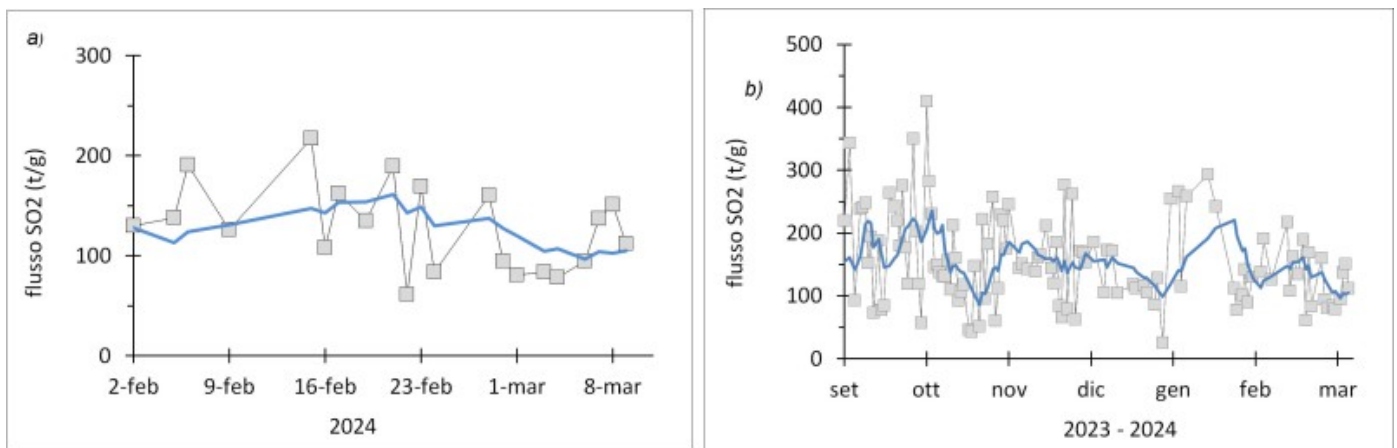 a)
flusso SO2 (t/g)
300
200
100
0
2-feb 9-feb 16-feb 23-feb 1-mar 8-mar
2024
b)
flusso SO2 (t/g)
500
400
300
200
100
0
set ott nov dic gen feb mar
2023 - 2024